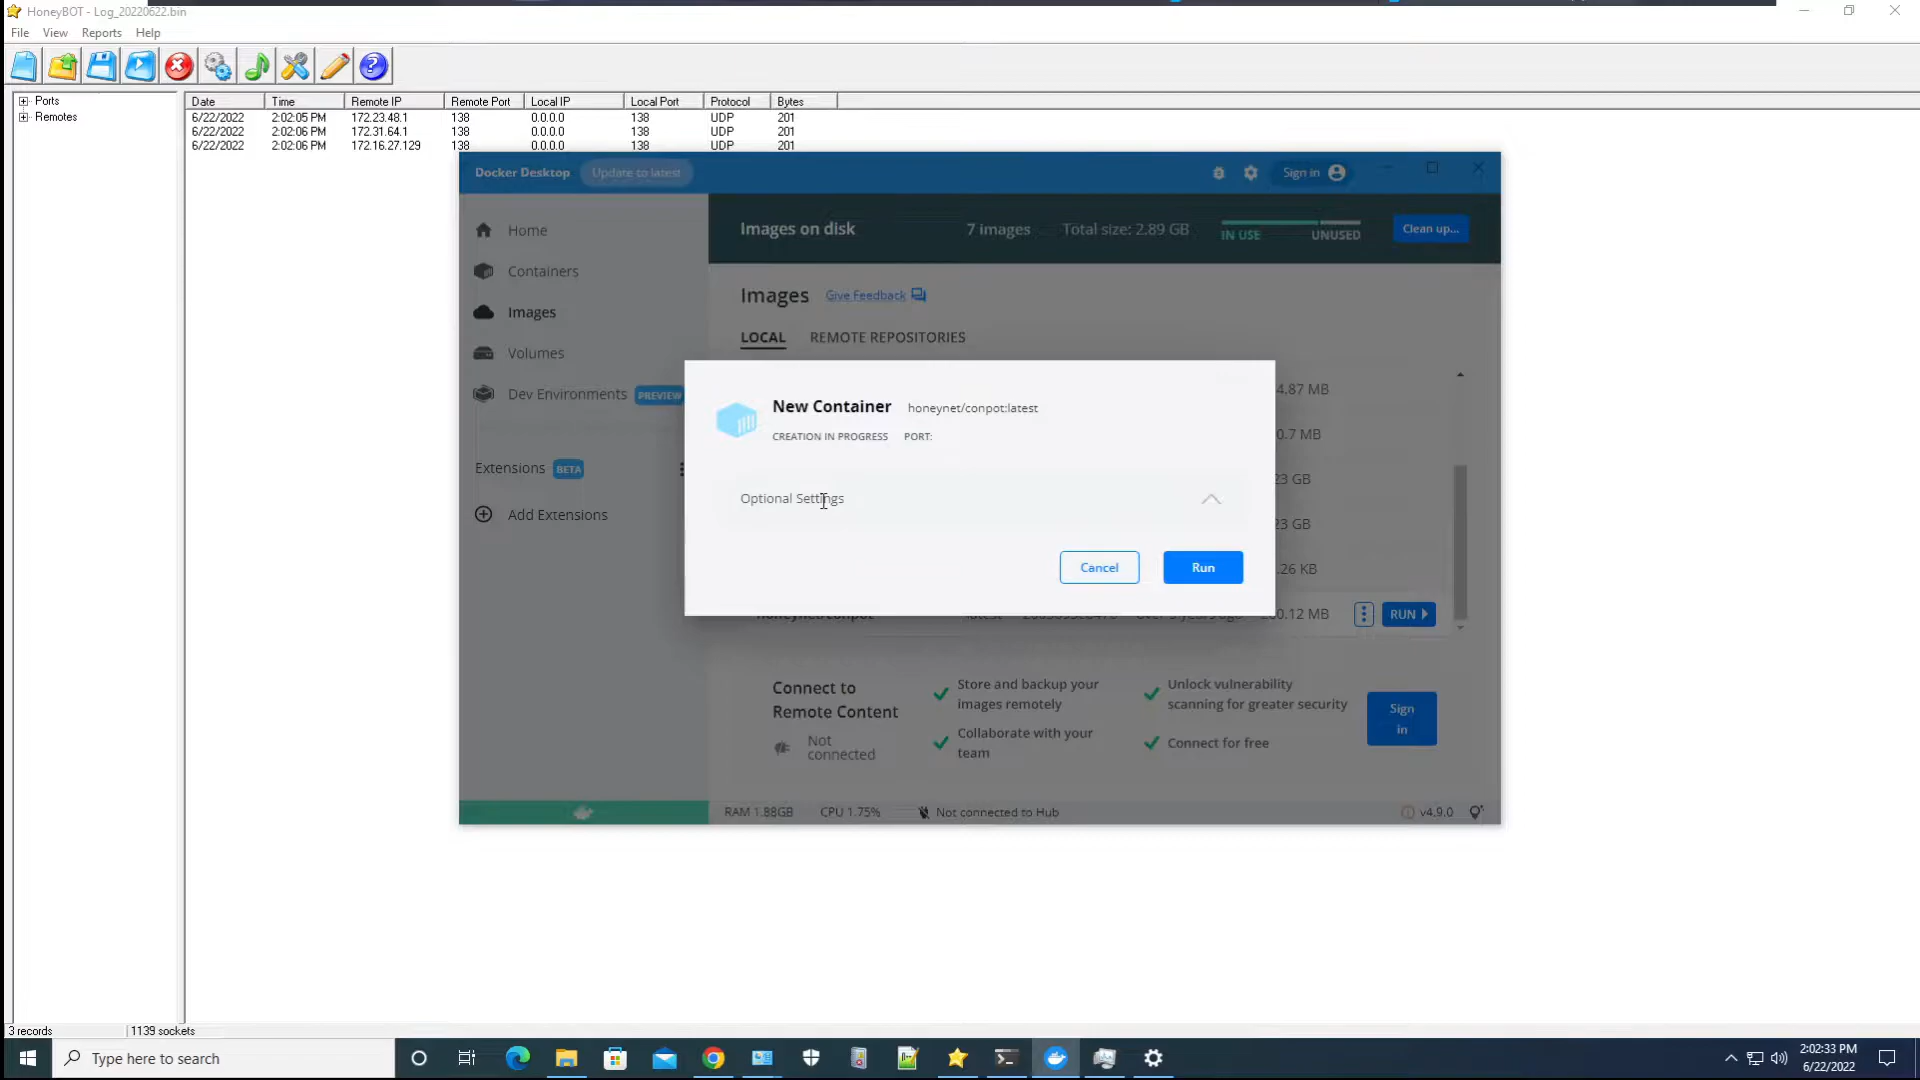 HoneyBOT - Log_20220622.bin
File View Reports Help
Ports
Remotes
Date Time Remote IP Remote Port Local IP Local Port Protocol Bytes
6/22/2022 2:02:05 PM 172.23.48.1 138 0.0.0.0 138 UDP 201
6/22/2022 2:02:06 PM 172.31.64.1 138 0.0.0.0 138 UDP 201
6/22/2022 2:02:06 PM 172.16.27.129 138 0.0.0.0 138 UDP 201
Docker Desktop Update to latest Sign in
Home
Containers
Images
Volumes
Dev Environments PREVIEW
Extensions BETA
Add Extensions
Images on disk 7 images Total size: 2.89 GB IN USE UNUSED Clean up...
Images Give Feedback
LOCAL REMOTE REPOSITORIES
4.87 MB
0.7 MB
23 GB
23 GB
.26 KB
0.12 MB RUN
New Container honeynet/conpot:latest
CREATION IN PROGRESS PORT:
Optional Settings
Cancel Run
Connect to
Remote Content
Not
connected
Store and backup your
images remotely
Collaborate with your
team
Unlock vulnerability
scanning for greater security
Connect for free
Sign
in
RAM 1.88GB CPU 1.75% Not connected to Hub v4.9.0
3 records 1139 sockets
Type here to search
2:02:33 PM
6/22/2022